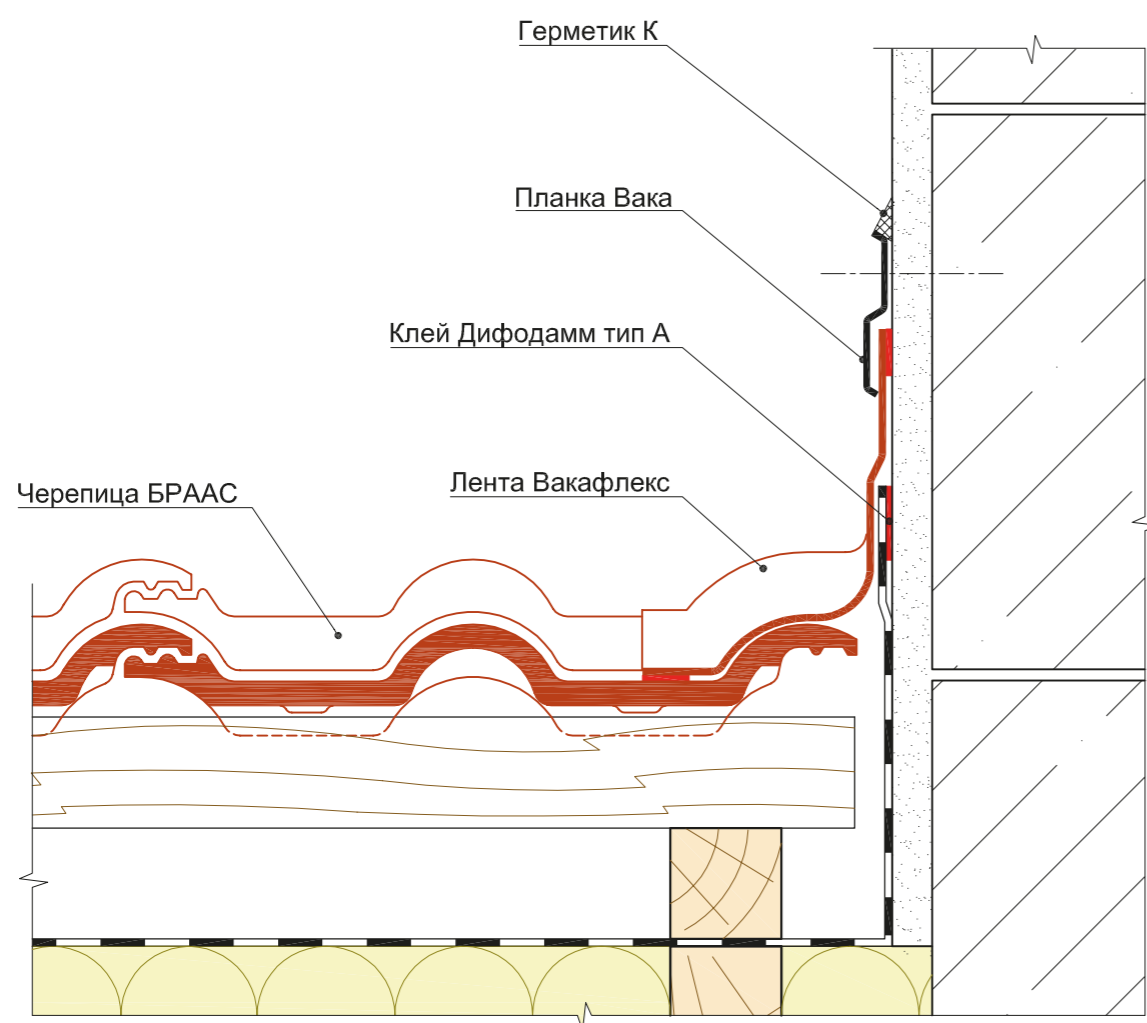 Герметик К
Планка Вака
Клей Дифодамм тип А
Лента Вакафлекс
Черепица БРААС